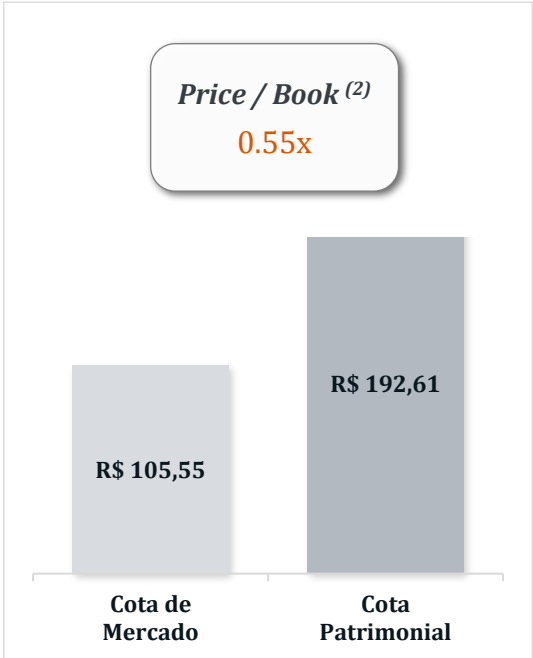 Price / Book (2)
0.55x
R$ 192,61
R$ 105,55
Cota de
Mercado
Cota
Patrimonial